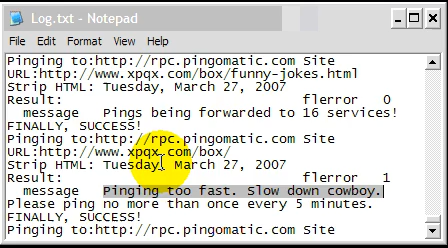 Log.txt - Notepad
File Edit Format View Help
Pinging to:http://rpc.pingomatic.com Site
URL:http://www.xpqx.com/box/funny-jokes.html
Strip HTML: Tuesday, March 27, 2007
Result: flerror 0
message Pings being forwarded to 16 services!
FINALLY, SUCCESS!
Pinging to:http://rpc.pingomatic.com Site
URL:http://www.xpqx.com/box/
Strip HTML: Tuesday, March 27, 2007
Result: flerror 1
message Pinging too fast. Slow down cowboy.
Please ping no more than once every 5 minutes.
FINALLY, SUCCESS!
Pinging to:http://rpc.pingomatic.com Site